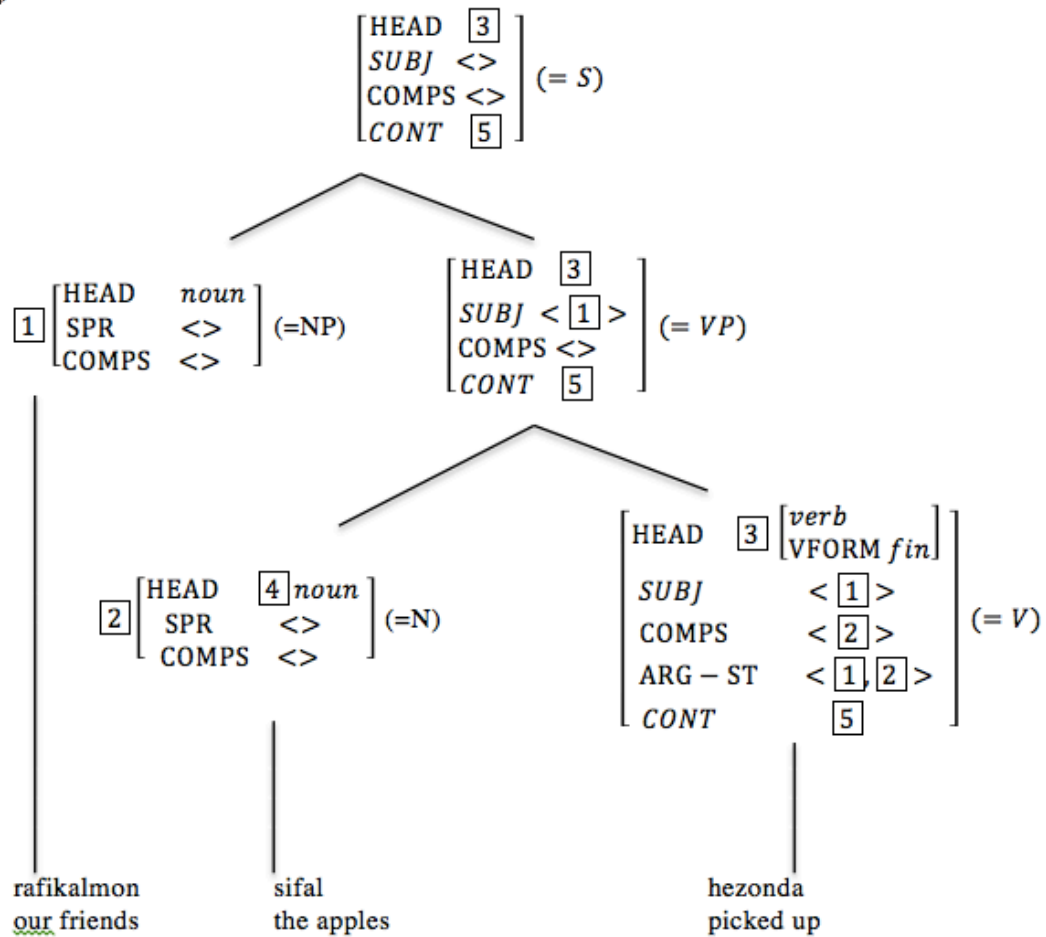 HEAD 3
SUBJ <>
COMPS <>
CONT 5
(= S)
1
HEAD noun
SPR <>
COMPS <>
(=NP)
HEAD 3
SUBJ < 1 >
COMPS <>
CONT 5
(= VP)
2
HEAD 4 noun
SPR <>
COMPS <>
(=N)
HEAD 3 verb
VFORM fin
SUBJ < 1 >
COMPS < 2 >
ARG – ST < 1, 2 >
CONT 5
(= V)
rafikalmon
our friends
sifal
the apples
hezonda
picked up